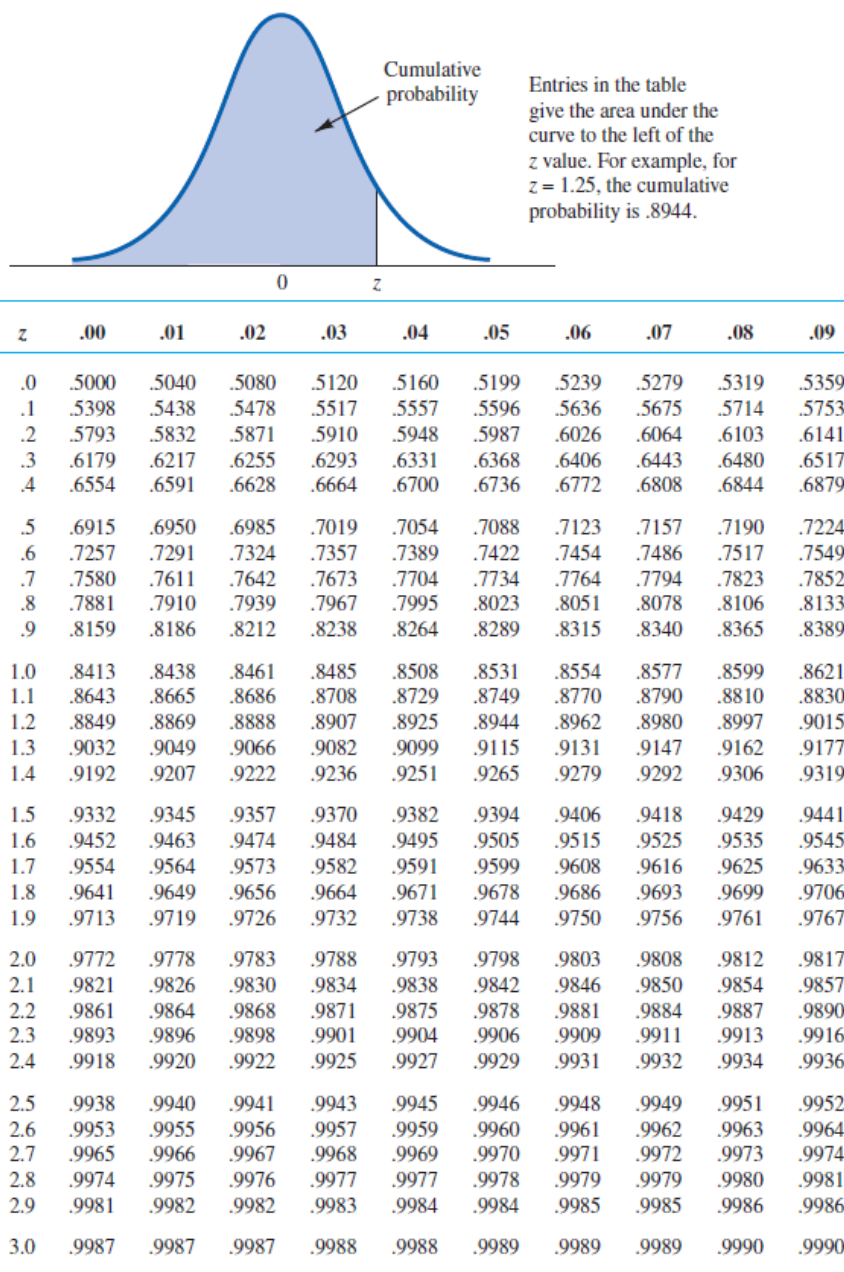 Cumulative
probability
Entries in the table
give the area under the
curve to the left of the
z value. For example, for
z = 1.25, the cumulative
probability is .8944.
0 z
z .00 .01 .02 .03 .04 .05 .06 .07 .08 .09
.0 .5000 .5040 .5080 .5120 .5160 .5199 .5239 .5279 .5319 .5359
.1 .5398 .5438 .5478 .5517 .5557 .5596 .5636 .5675 .5714 .5753
.2 .5793 .5832 .5871 .5910 .5948 .5987 .6026 .6064 .6103 .6141
.3 .6179 .6217 .6255 .6293 .6331 .6368 .6406 .6443 .6480 .6517
.4 .6554 .6591 .6628 .6664 .6700 .6736 .6772 .6808 .6844 .6879
.5 .6915 .6950 .6985 .7019 .7054 .7088 .7123 .7157 .7190 .7224
.6 .7257 .7291 .7324 .7357 .7389 .7422 .7454 .7486 .7517 .7549
.7 .7580 .7611 .7642 .7673 .7704 .7734 .7764 .7794 .7823 .7852
.8 .7881 .7910 .7939 .7967 .7995 .8023 .8051 .8078 .8106 .8133
.9 .8159 .8186 .8212 .8238 .8264 .8289 .8315 .8340 .8365 .8389
1.0 .8413 .8438 .8461 .8485 .8508 .8531 .8554 .8577 .8599 .8621
1.1 .8643 .8665 .8686 .8708 .8729 .8749 .8770 .8790 .8810 .8830
1.2 .8849 .8869 .8888 .8907 .8925 .8944 .8962 .8980 .8997 .9015
1.3 .9032 .9049 .9066 .9082 .9099 .9115 .9131 .9147 .9162 .9177
1.4 .9192 .9207 .9222 .9236 .9251 .9265 .9279 .9292 .9306 .9319
1.5 .9332 .9345 .9357 .9370 .9382 .9394 .9406 .9418 .9429 .9441
1.6 .9452 .9463 .9474 .9484 .9495 .9505 .9515 .9525 .9535 .9545
1.7 .9554 .9564 .9573 .9582 .9591 .9599 .9608 .9616 .9625 .9633
1.8 .9641 .9649 .9656 .9664 .9671 .9678 .9686 .9693 .9699 .9706
1.9 .9713 .9719 .9726 .9732 .9738 .9744 .9750 .9756 .9761 .9767
2.0 .9772 .9778 .9783 .9788 .9793 .9798 .9803 .9808 .9812 .9817
2.1 .9821 .9826 .9830 .9834 .9838 .9842 .9846 .9850 .9854 .9857
2.2 .9861 .9864 .9868 .9871 .9875 .9878 .9881 .9884 .9887 .9890
2.3 .9893 .9896 .9898 .9901 .9904 .9906 .9909 .9911 .9913 .9916
2.4 .9918 .9920 .9922 .9925 .9927 .9929 .9931 .9932 .9934 .9936
2.5 .9938 .9940 .9941 .9943 .9945 .9946 .9948 .9949 .9951 .9952
2.6 .9953 .9955 .9956 .9957 .9959 .9960 .9961 .9962 .9963 .9964
2.7 .9965 .9966 .9967 .9968 .9969 .9970 .9971 .9972 .9973 .9974
2.8 .9974 .9975 .9976 .9977 .9977 .9978 .9979 .9979 .9980 .9981
2.9 .9981 .9982 .9982 .9983 .9984 .9984 .9985 .9985 .9986 .9986
3.0 .9987 .9987 .9987 .9988 .9988 .9989 .9989 .9989 .9990 .9990